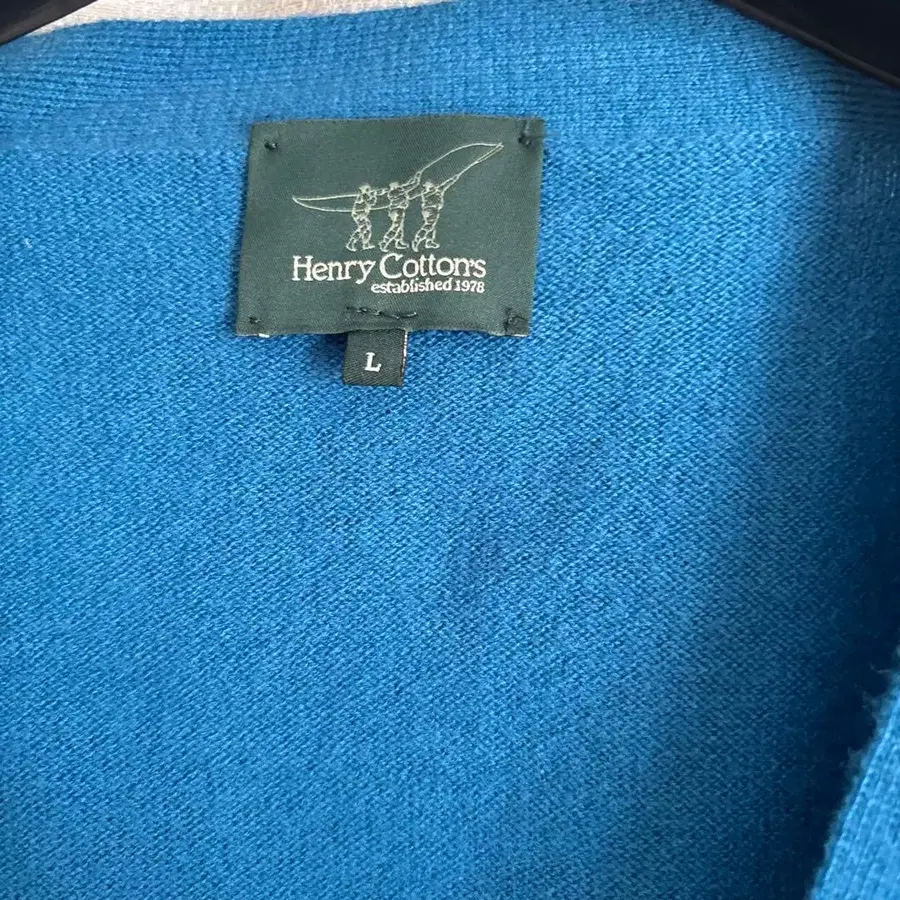 Henry Cotton's
established 1978
L